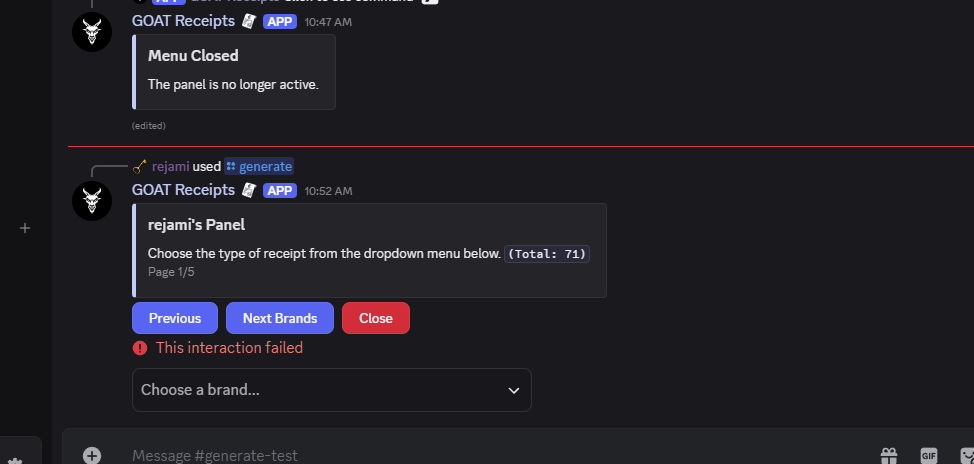 GOAT Receipts APP 10:47 AM
Menu Closed
The panel is no longer active.
(edited)
rejami used generate
GOAT Receipts APP 10:52 AM
rejami's Panel
Choose the type of receipt from the dropdown menu below. (Total: 71)
Page 1/5
Previous Next Brands Close
This interaction failed
Choose a brand...
Message #generate-test
GIF